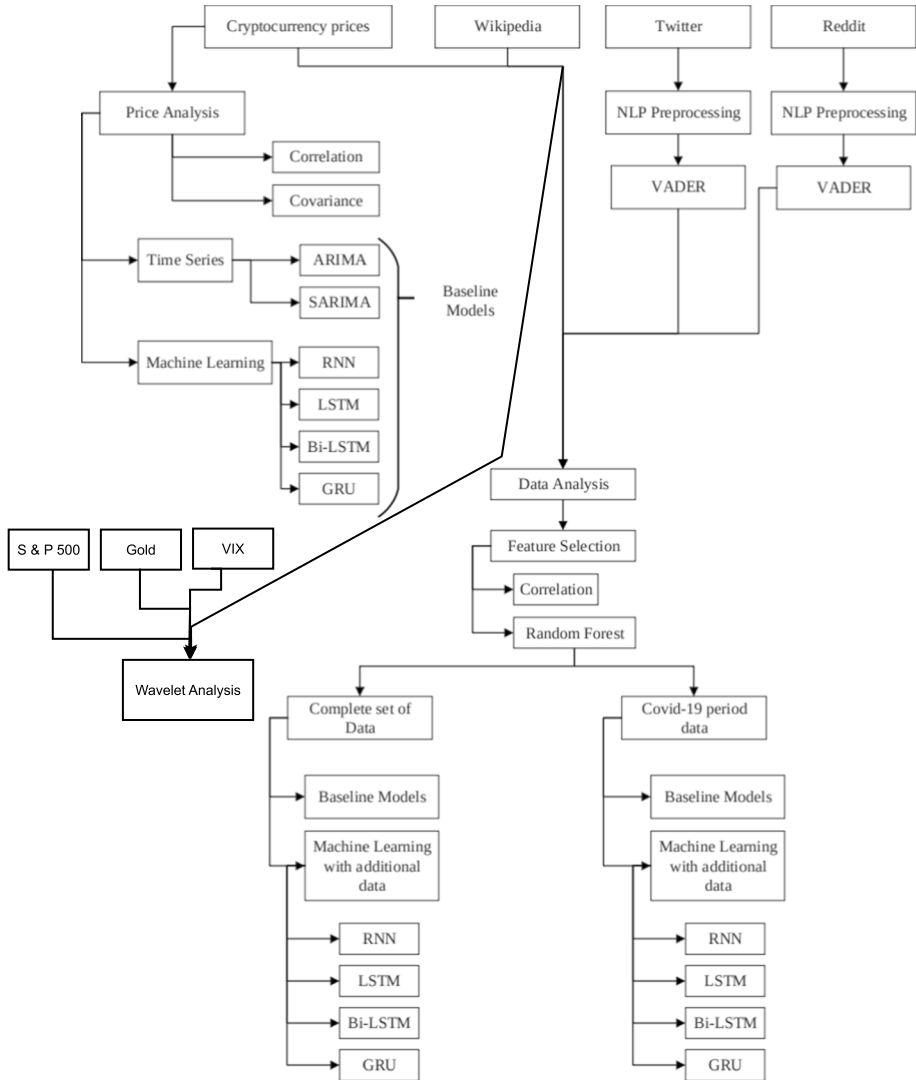 Cryptocurrency prices
Wikipedia
Twitter
Reddit
Price Analysis
NLP Preprocessing
NLP Preprocessing
Correlation
VADER
VADER
Covariance
Time Series
ARIMA
SARIMA
Baseline
Models
Machine Learning
RNN
LSTM
Bi-LSTM
GRU
Data Analysis
S & P 500
Gold
VIX
Feature Selection
Correlation
Random Forest
Wavelet Analysis
Complete set of
Data
Covid-19 period
data
Baseline Models
Baseline Models
Machine Learning
with additional
data
Machine Learning
with additional
data
RNN
RNN
LSTM
LSTM
Bi-LSTM
Bi-LSTM
GRU
GRU